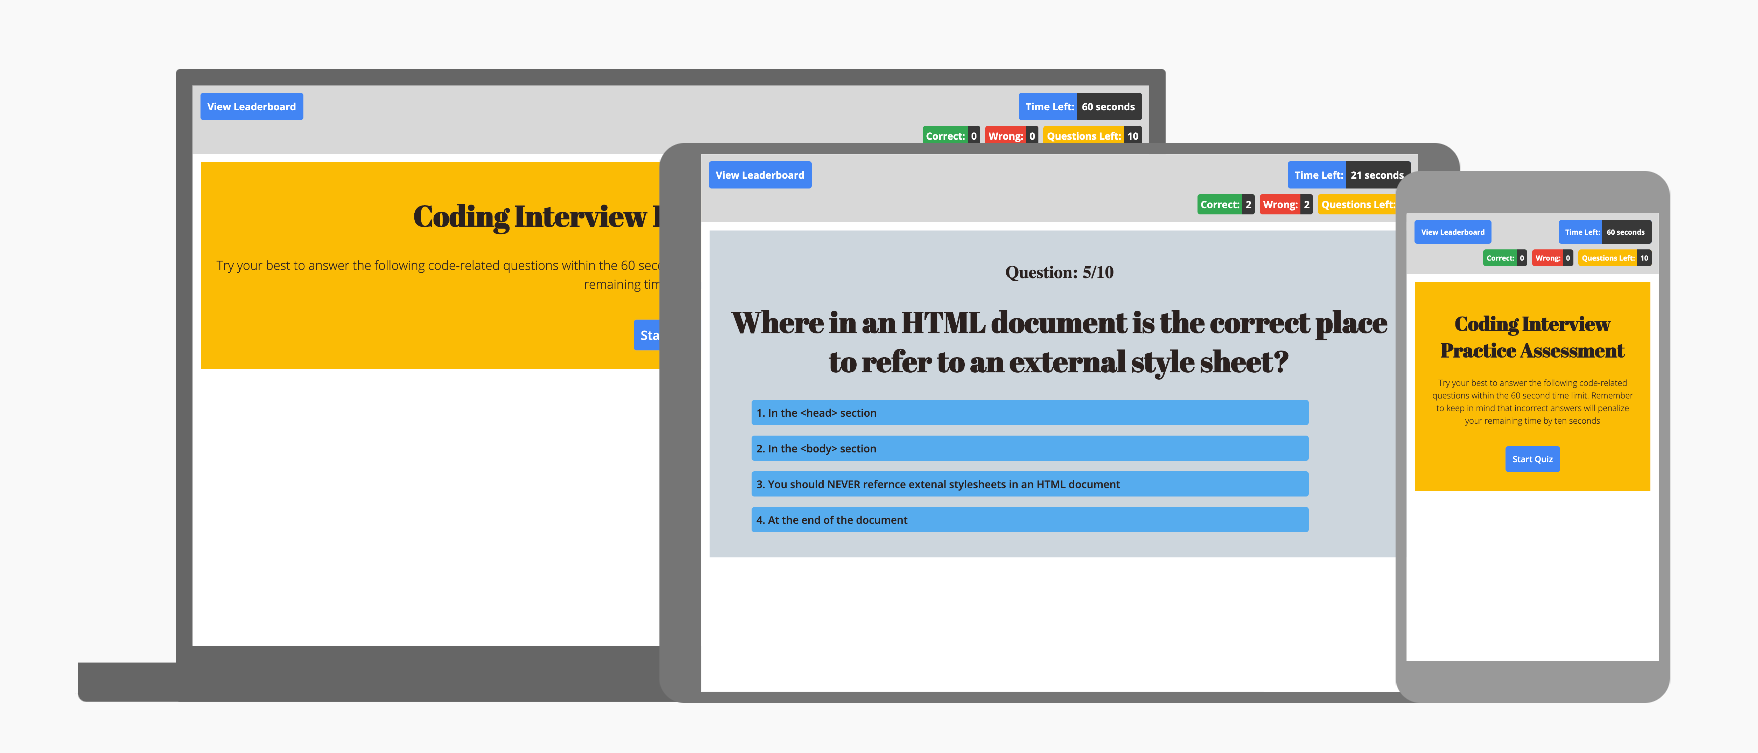 View Leaderboard
Time Left: 60 seconds
Correct: 0 Wrong: 0 Questions Left: 10
Coding Interview
Try your best to answer the following code-related questions within the 60
remaining
View Leaderboard
Time Left: 21 seconds
Correct: 2 Wrong: 2 Questions Left:
Question: 5/10
Where in an HTML document is the correct place
to refer to an external style sheet?
1. In the <head> section
2. In the <body> section
3. You should NEVER refernce extenal stylesheets in an HTML document
4. At the end of the document
View Leaderboard
Time Left: 60 seconds
Correct: 0 Wrong: 0 Questions Left: 10
Coding Interview
Practice Assessment
Try your best to answer the following code-related
questions within the 60 second time limit. Remember
to keep in mind that incorrect answers will penalize
your remaining time by ten seconds
Start Quiz